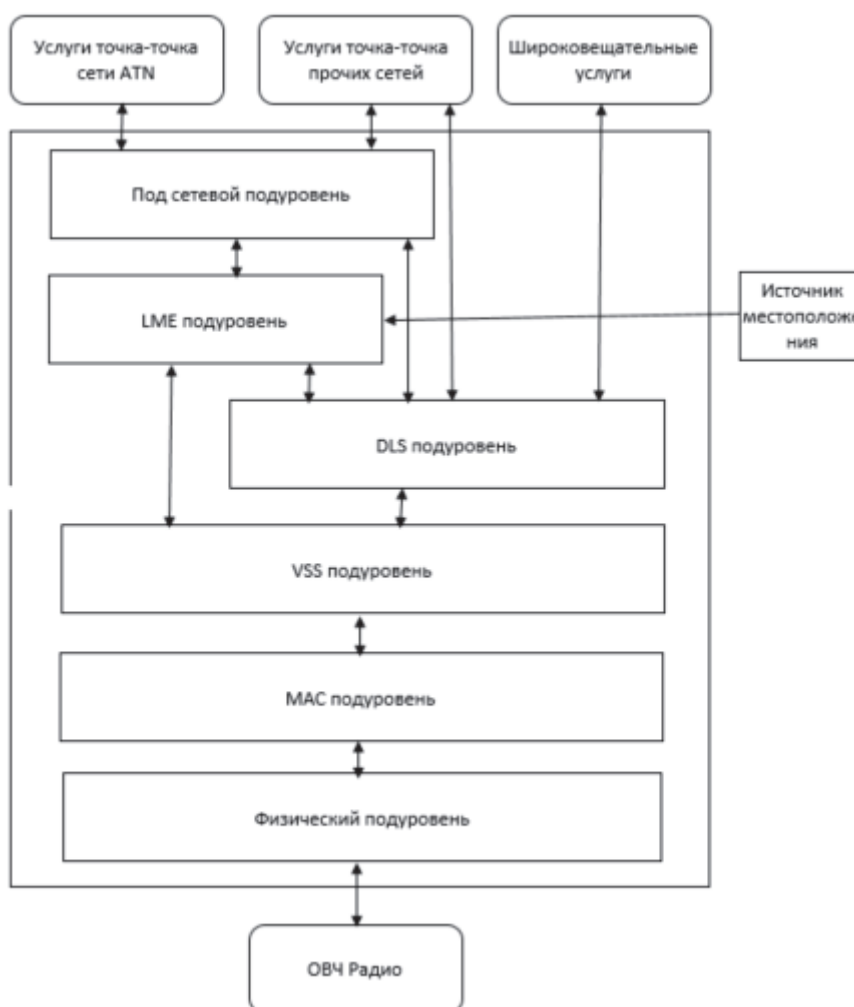 Услуги точка-точка
сети ATN
Услуги точка-точка
прочих сетей
Широковещательные
услуги
Под сетевой подуровень
LME подуровень
Источник
местоположе
ния
DLS подуровень
VSS подуровень
MAC подуровень
Физический подуровень
ОВЧ Радио